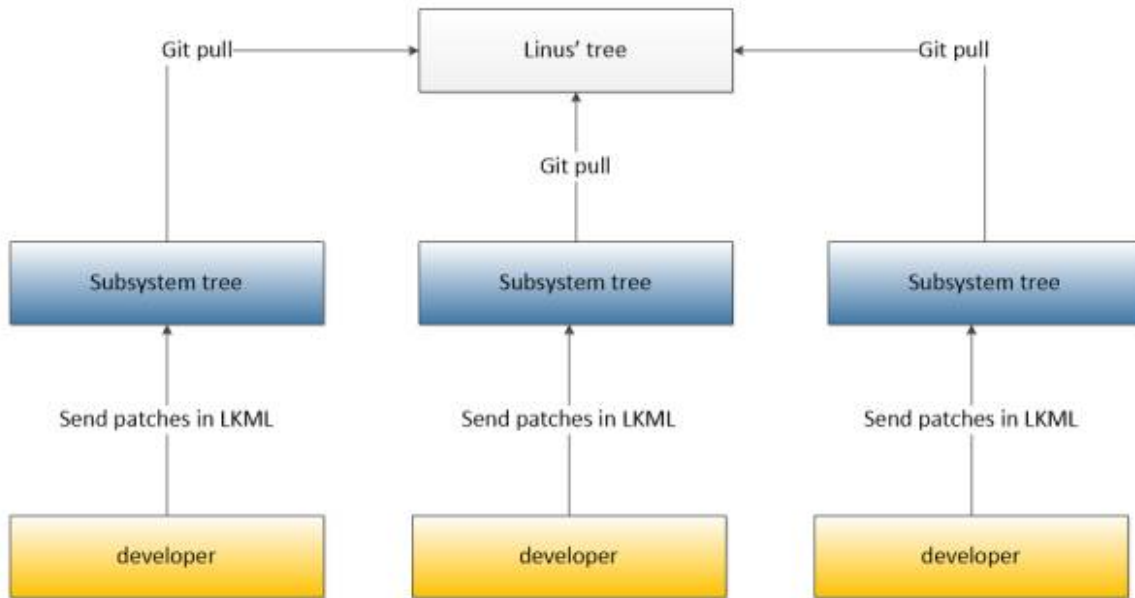 Git pull
Linus’ tree
Git pull
Git pull
Subsystem tree
Subsystem tree
Subsystem tree
Send patches in LKML
Send patches in LKML
Send patches in LKML
developer
developer
developer